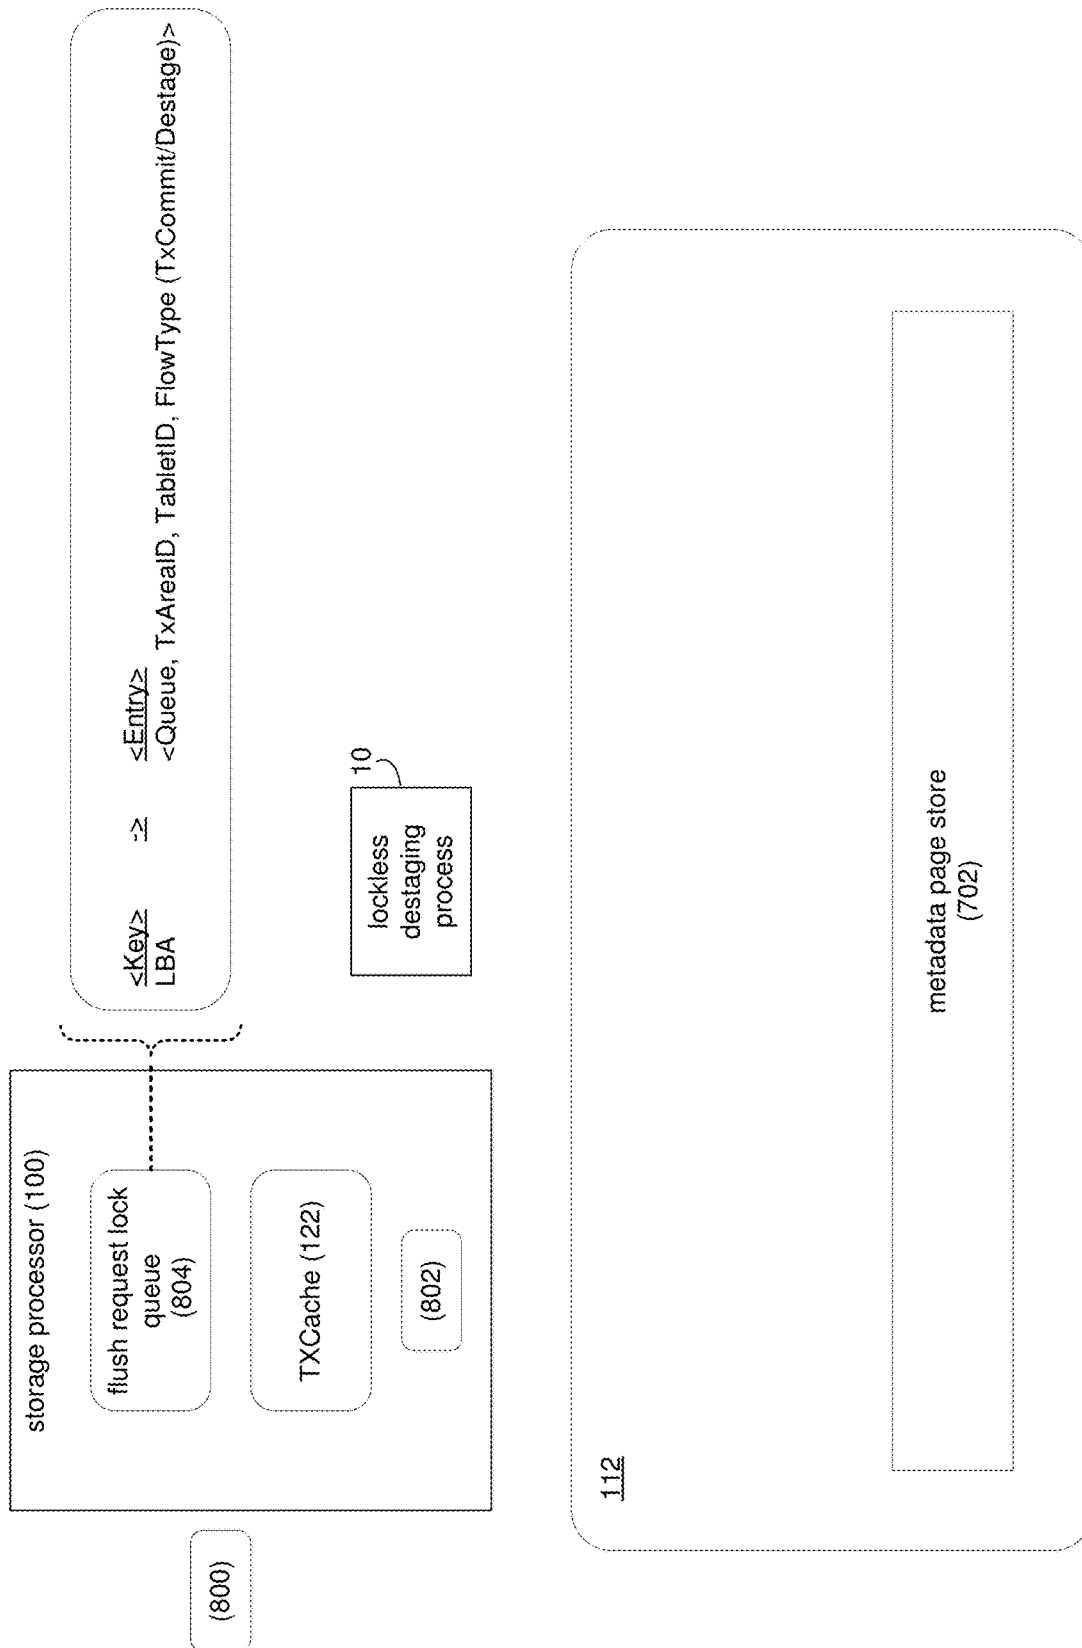 (800)
storage processor (100)
flush request lock
queue
(804)
TXCache (122)
(802)
<Key> -> <Entry>
LBA <Queue, TxAreaID, TabletID, FlowType (TxCommit/Destage)>
10
lockless
destaging
process
112
metadata page store
(702)